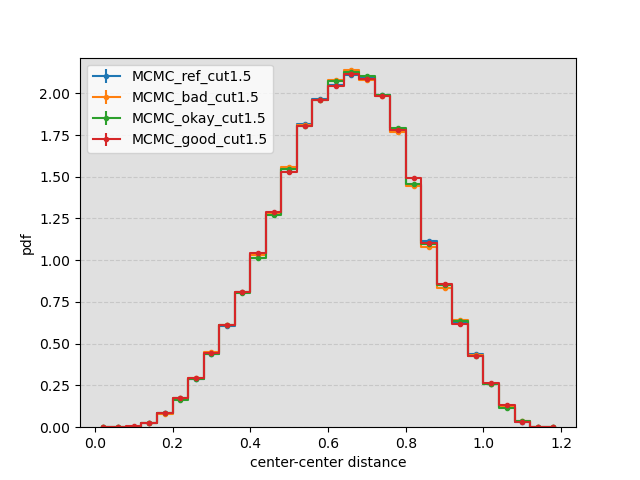 MCMC_ref_cut1.5
MCMC_bad_cut1.5
MCMC_okay_cut1.5
MCMC_good_cut1.5
2.00
1.75
1.50
1.25
1.00
0.75
0.50
0.25
0.00
pdf
0.0 0.2 0.4 0.6 0.8 1.0 1.2
center-center distance